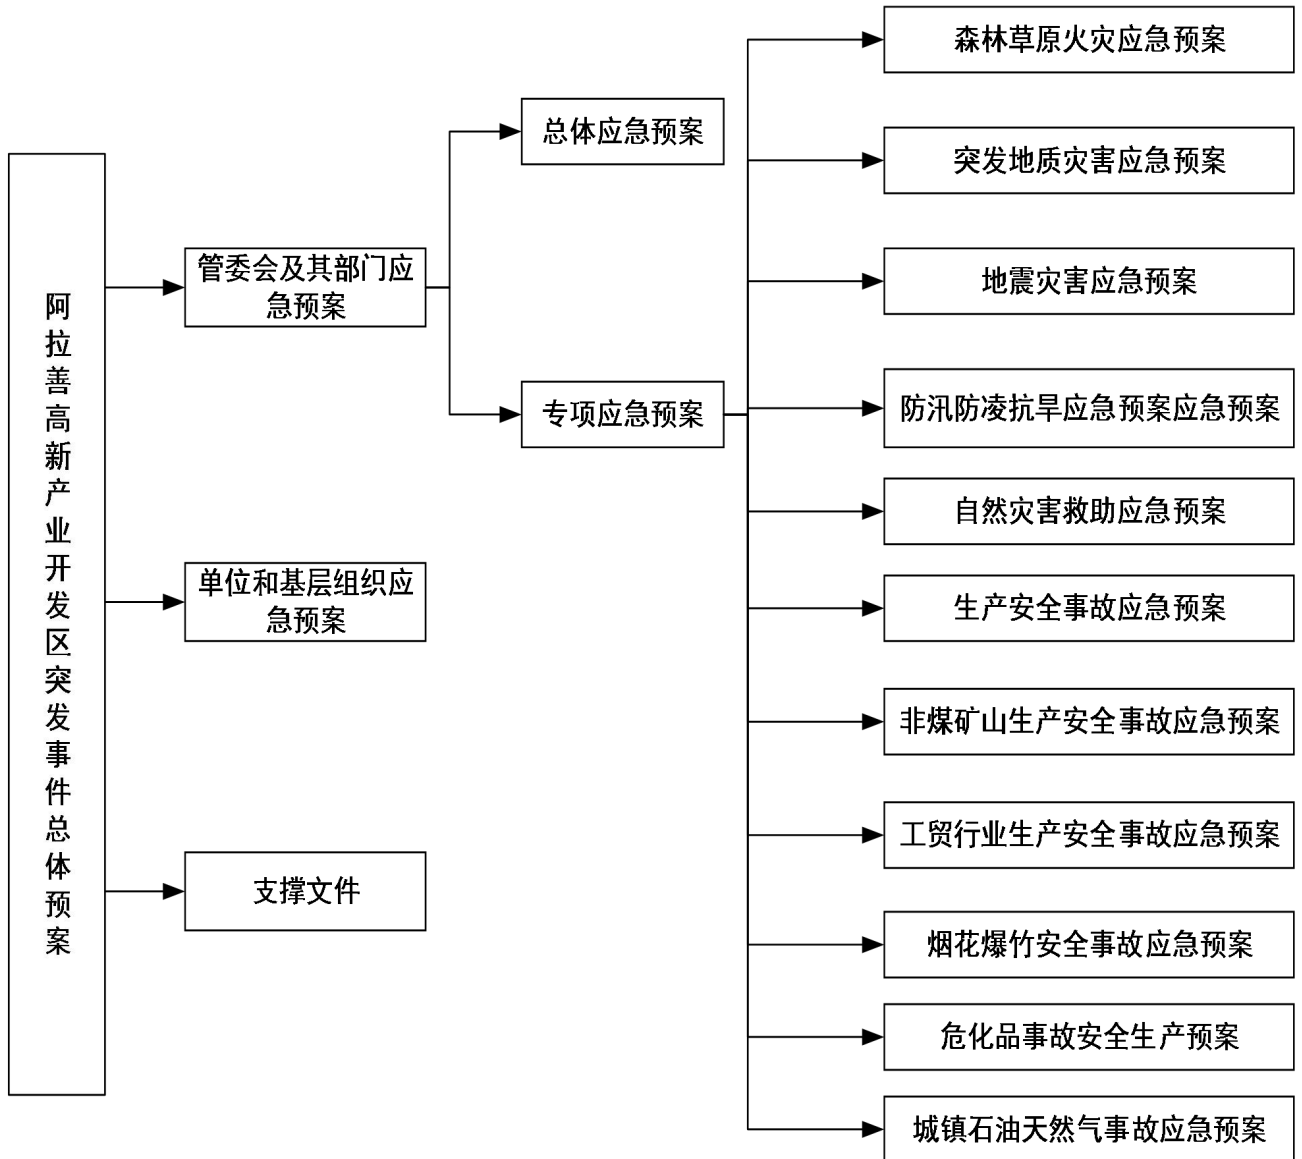 阿拉善高新产业开发区突发事件总体预案
管委会及其部门应
急预案
单位和基层组织应
急预案
支撑文件
总体应急预案
专项应急预案
森林草原火灾应急预案
突发地质灾害应急预案
地震灾害应急预案
防汛防凌抗旱应急预案应急预案
自然灾害救助应急预案
生产安全事故应急预案
非煤矿山生产安全事故应急预案
工贸行业生产安全事故应急预案
烟花爆竹安全事故应急预案
危化品事故安全生产预案
城镇石油天然气事故应急预案